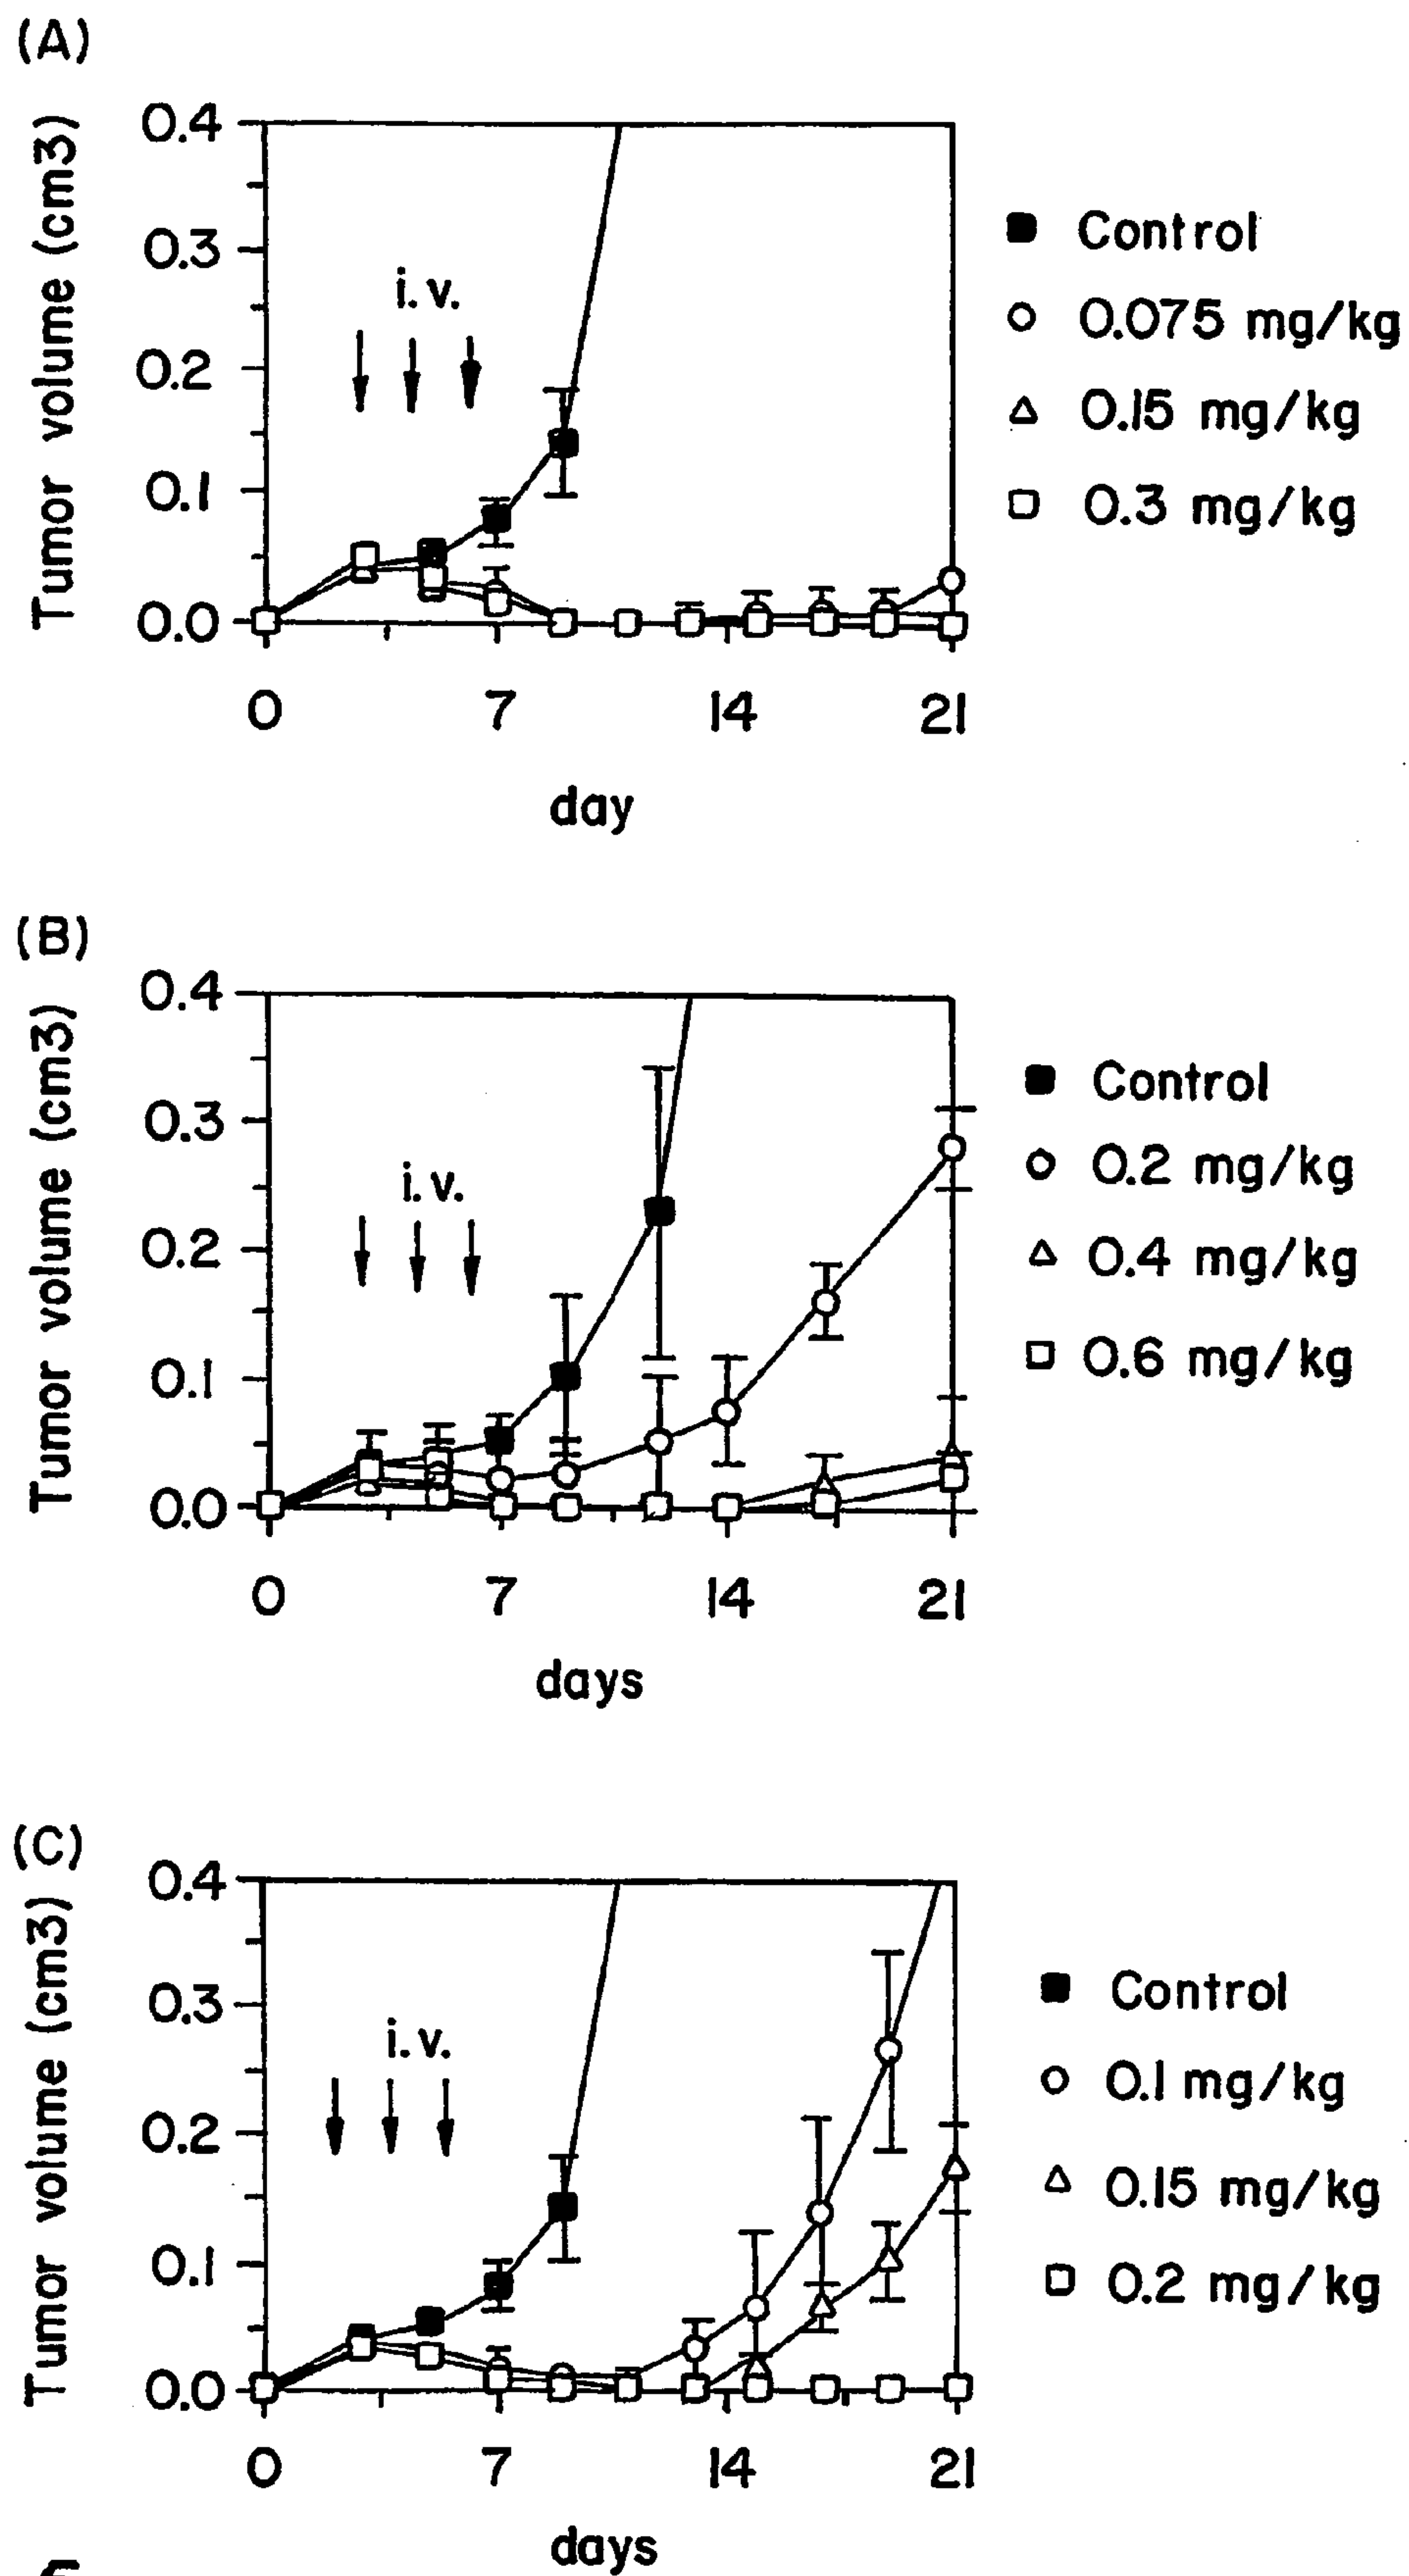 (A)
Tumor volume (cm3)
0.4
0.3
0.2
0.1
0.0
i.v.
0 7 14 21
day
Control
0.075 mg/kg
0.15 mg/kg
0.3 mg/kg
(B)
Tumor volume (cm3)
0.4
0.3
0.2
0.1
0.0
i.v.
0 7 14 21
days
Control
0.2 mg/kg
0.4 mg/kg
0.6 mg/kg
(C)
Tumor volume (cm3)
0.4
0.3
0.2
0.1
0.0
i.v.
0 7 14 21
days
Control
0.1 mg/kg
0.15 mg/kg
0.2 mg/kg